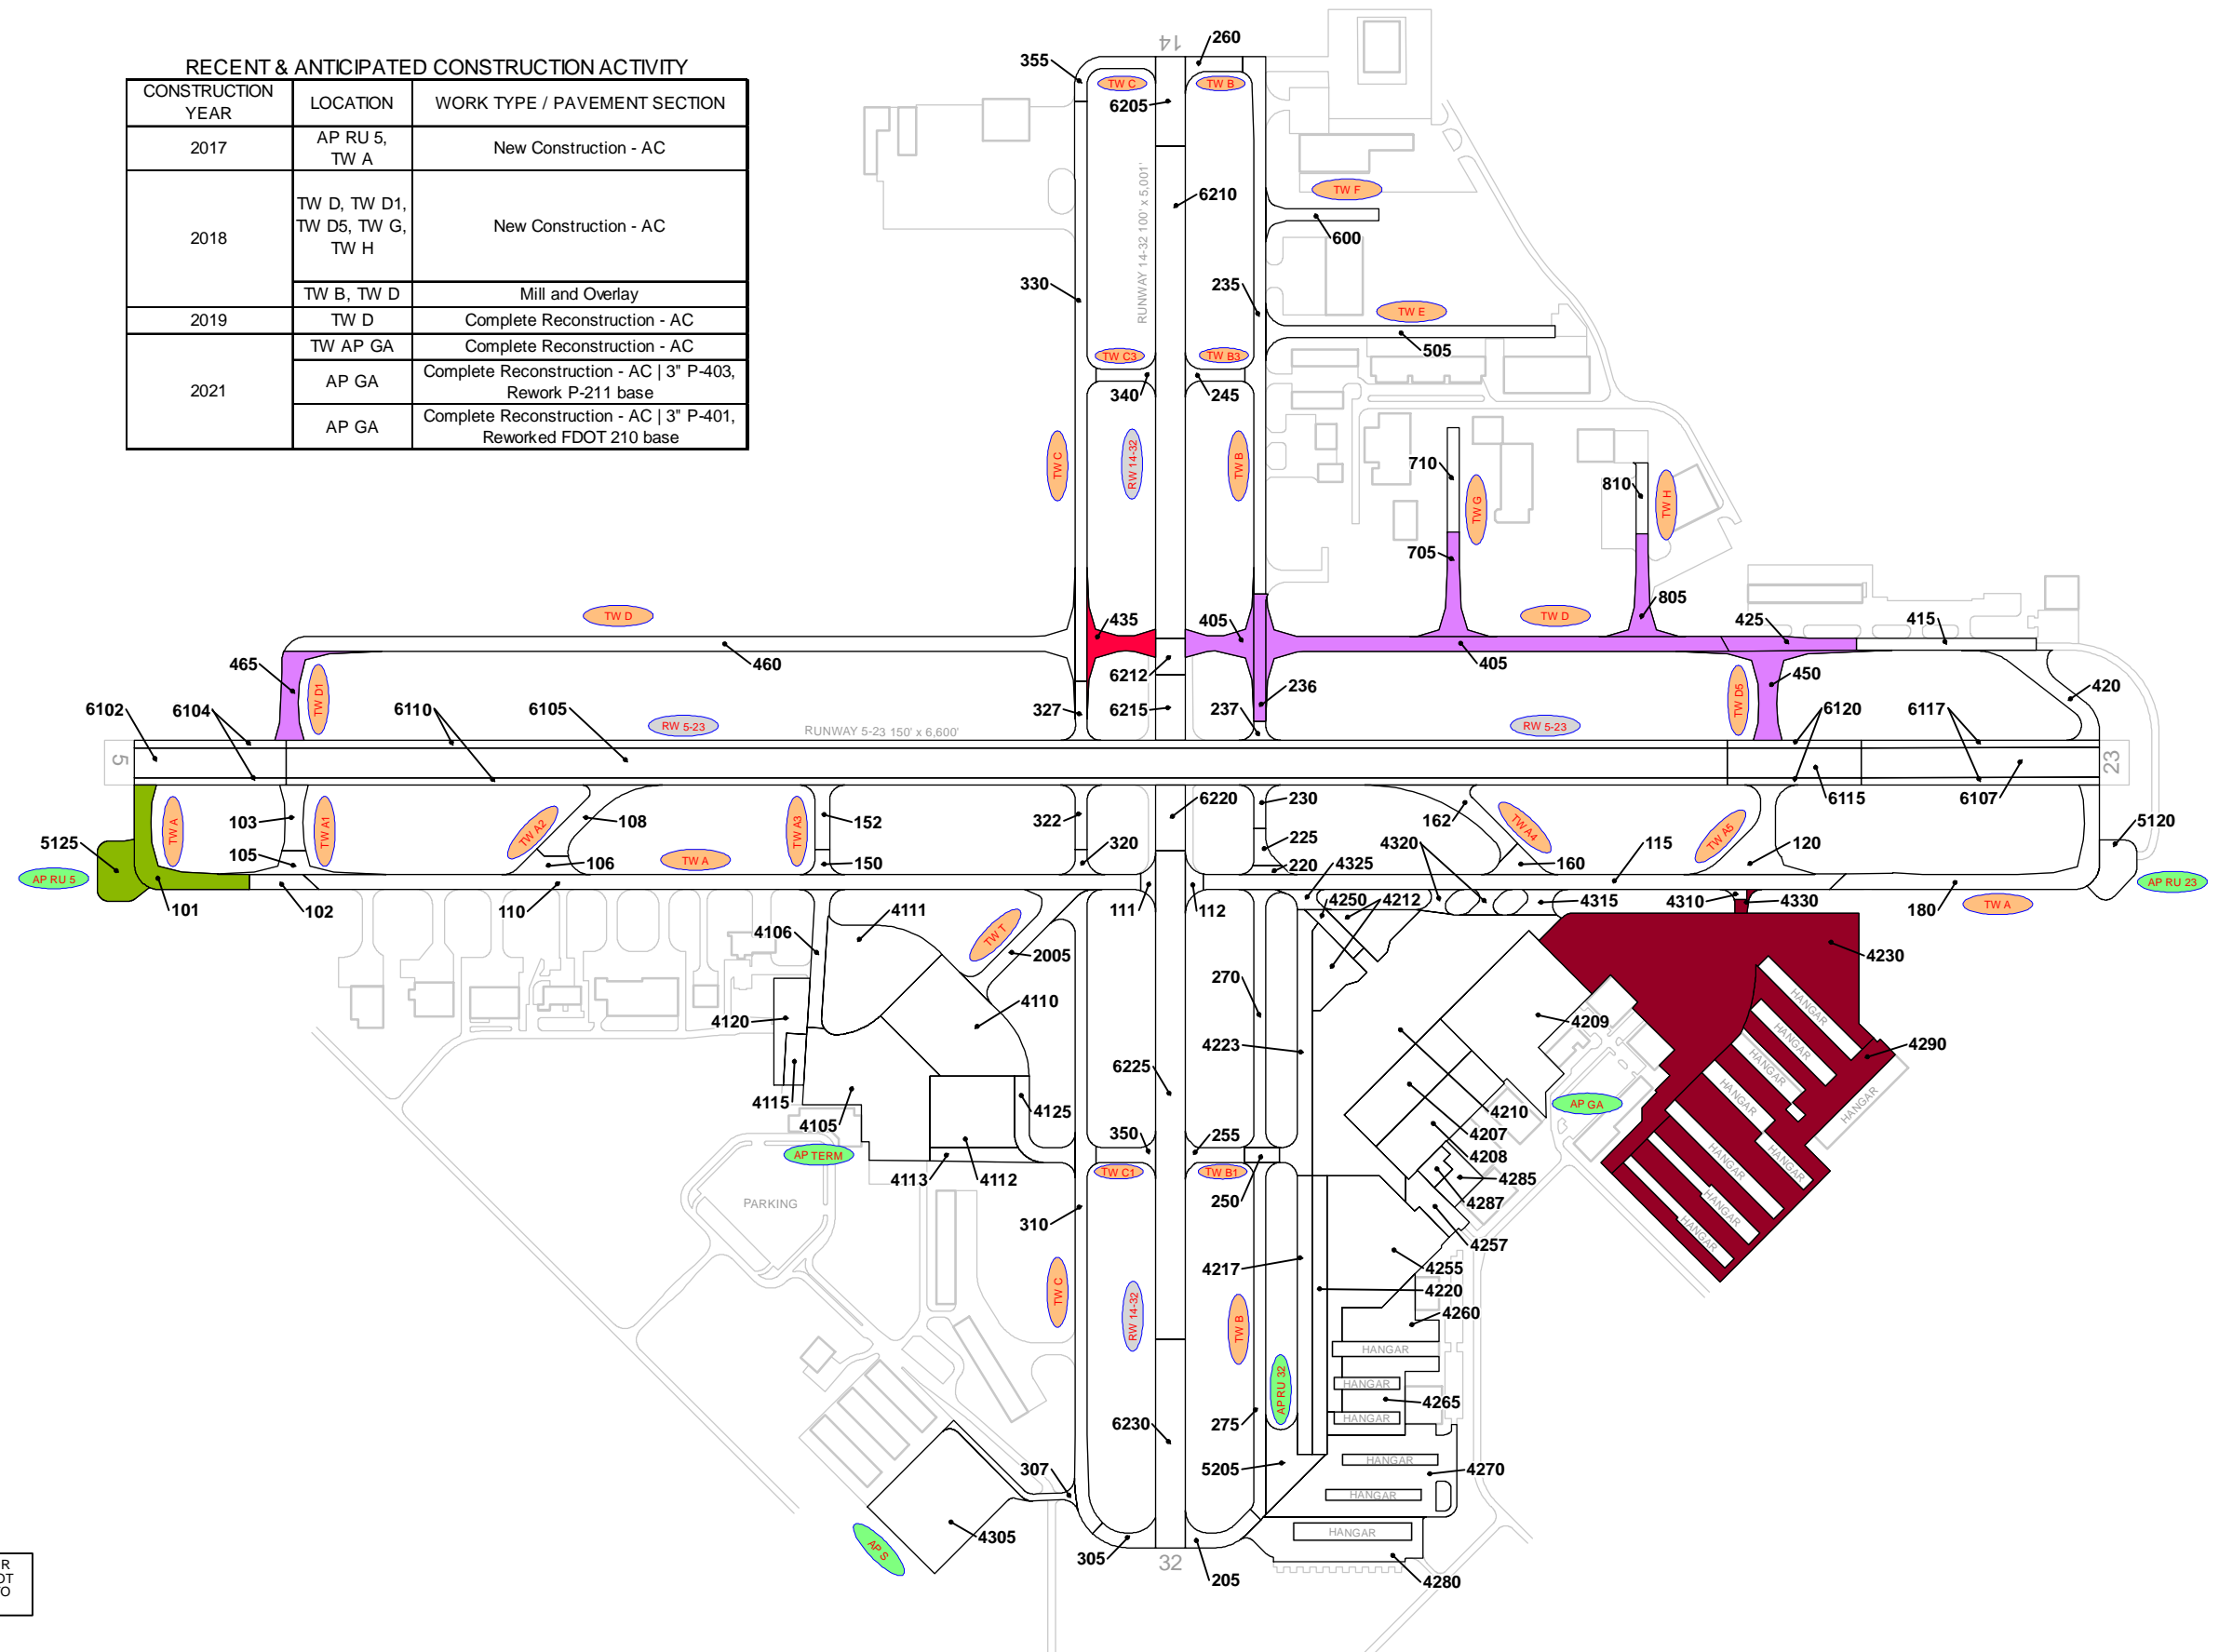 RECENT & ANTICIPATED CONSTRUCTION ACTIVITY
CONSTRUCTION YEAR
LOCATION
WORK TYPE / PAVEMENT SECTION
2017
AP RU 5,
TW A
New Construction - AC
2018
TW D, TW D1,
TW D5, TW G,
TW H
New Construction - AC
TW B, TW D
Mill and Overlay
2019
TW D
Complete Reconstruction - AC
2021
TW AP GA
Complete Reconstruction - AC
AP GA
Complete Reconstruction - AC | 3" P-403,
Rework P-211 base
AP GA
Complete Reconstruction - AC | 3" P-401,
Reworked FDOT 210 base
14
260
355
TW C
TW B
6205
6210
TW F
600
RUNWAY 14-32 100' x 5,001'
330
235
TW E
505
TW C3
TW B3
340
245
TW C
RW 14-32
TW B
710
TW G
810
TW H
705
805
TW D
435
405
TW D
425
415
460
465
TW D1
405
6212
236
TW D5
450
420
6102
6104
6110
6105
RW 5-23
RUNWAY 5-23 150' x 6,600'
327
6215
237
RW 5-23
6120
6117
5
23
6115
6107
TW A
103
TW A1
TW A2
108
TW A3
152
322
6220
230
162
TW A4
TW A5
5125
105
106
TW A
150
320
225
4320
115
120
5120
220
4325
160
AP RU 5
AP RU 23
101
102
110
111
112
4250
4212
4315
4310
4330
180
TW A
4111
4106
TW T
2005
4230
270
4110
4120
4209
4223
HANGAR
HANGAR
4290
6225
HANGAR
HANGAR
HANGAR
4115
4125
4210
AP GA
4105
350
255
4207
AP TERM
4208
HANGAR
HANGAR
4113
4112
TW C1
TW B1
4285
250
4287
HANGAR
HANGAR
PARKING
310
4257
4217
4255
TW C
RW 14-32
TW B
4220
4260
HANGAR
AP RU 32
HANGAR
4265
HANGAR
6230
275
307
5205
HANGAR
4270
HANGAR
4305
AP S
HANGAR
305
32
205
4280
R
OT
O